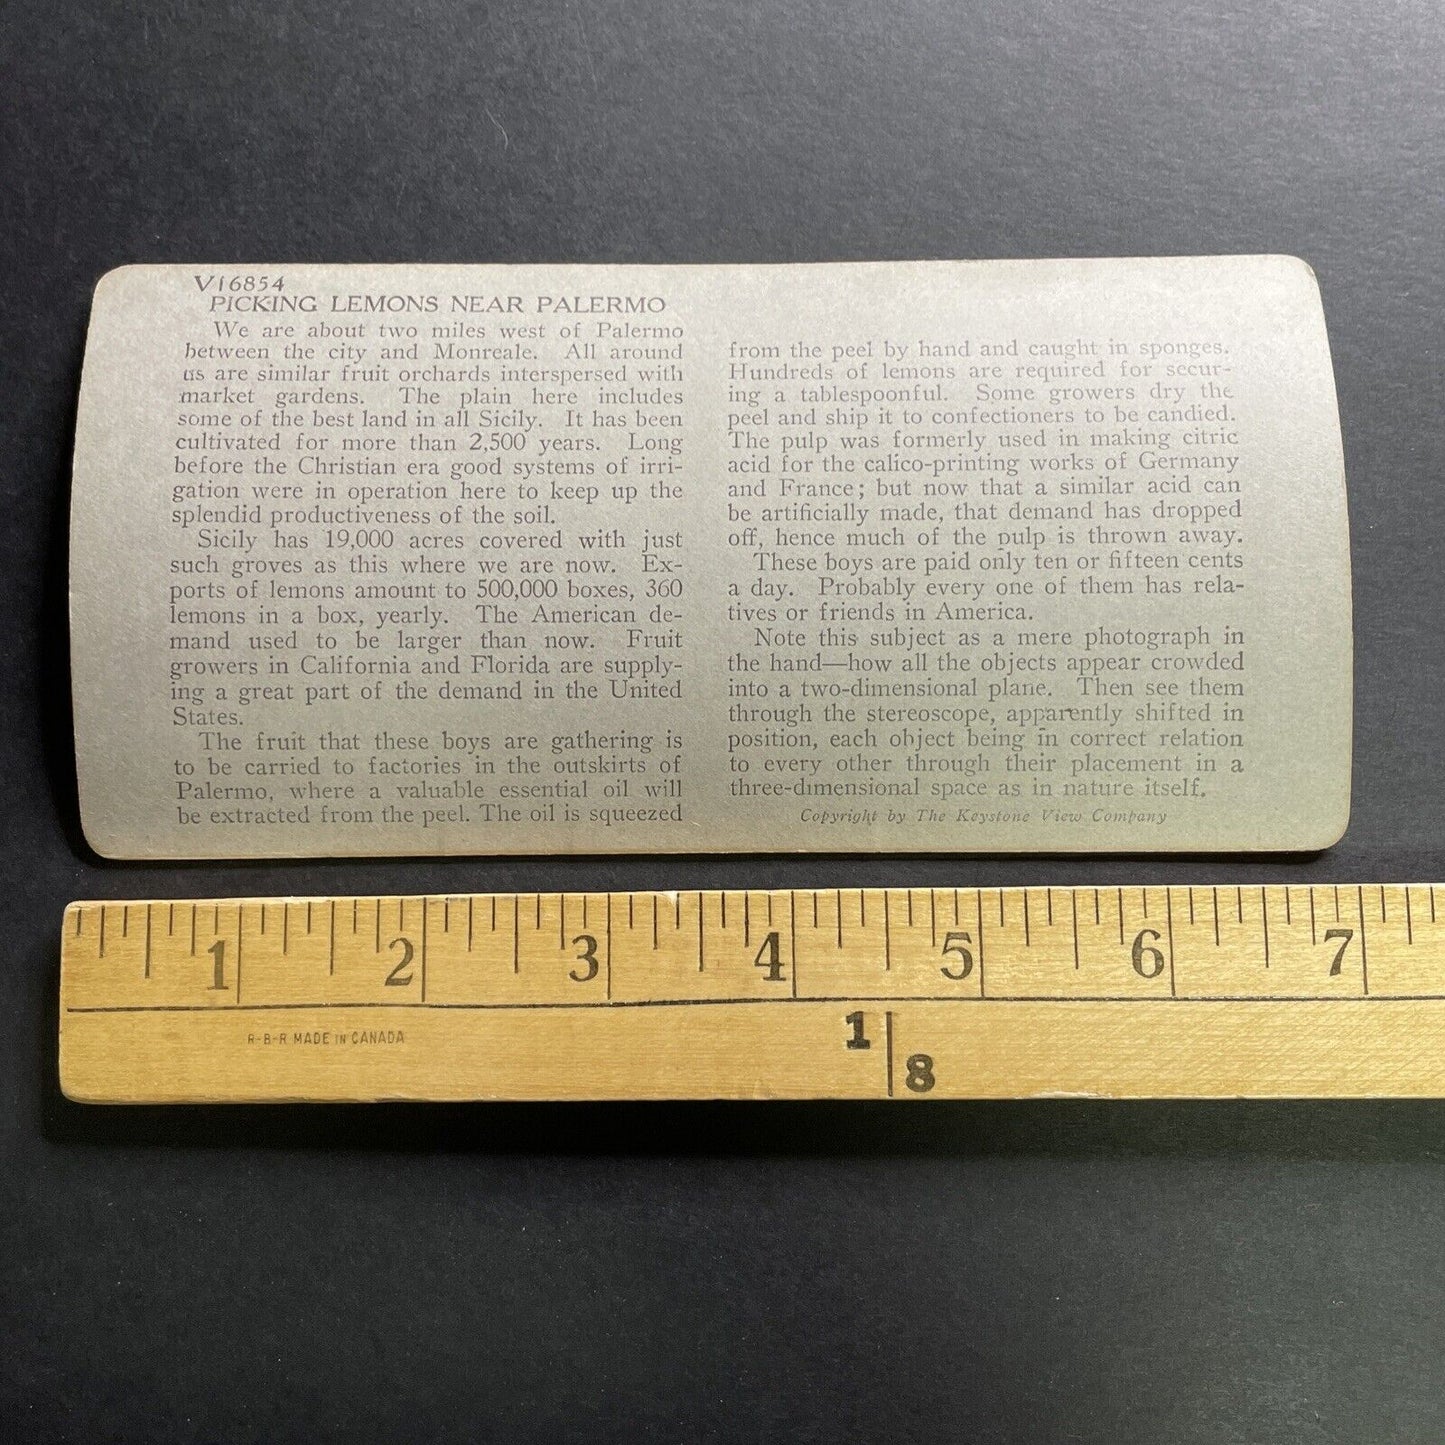 V16854
PICKING LEMONS NEAR PALERMO
We are about two miles west of Palermo
between the city and Monreale. All around
us are similar fruit orchards interspersed with
market gardens. The plain here includes
some of the best land in all Sicily. It has been
cultivated for more than 2,500 years. Long
before the Christian era good systems of irri-
gation were in operation here to keep up the
splendid productiveness of the soil.
Sicily has 19,000 acres covered with just
such groves as this where we are now. Ex-
ports of lemons amount to 500,000 boxes, 360
lemons in a box, yearly. The American de-
mand used to be larger than now. Fruit
growers in California and Florida are supply-
ing a great part of the demand in the United
States.
The fruit that these boys are gathering is
to be carried to factories in the outskirts of
Palermo, where a valuable essential oil will
be extracted from the peel. The oil is squeezed
from the peel by hand and caught in sponges.
Hundreds of lemons are required for secur-
ing a tablespoonful. Some growers dry the
peel and ship it to confectioners to be candied.
The pulp was formerly used in making citric
acid for the calico-printing works of Germany
and France; but now that a similar acid can
be artificially made, that demand has dropped
off, hence much of the pulp is thrown away.
These boys are paid only ten or fifteen cents
a day. Probably every one of them has rela-
tives or friends in America.
Note this subject as a mere photograph in
the hand—how all the objects appear crowded
into a two-dimensional plane. Then see them
through the stereoscope, apparently shifted in
position, each object being in correct relation
to every other through their placement in a
three-dimensional space as in nature itself.
Copyright by The Keystone View Company
1 2 3 4 5 6 7
R-B-R MADE IN CANADA
1 8